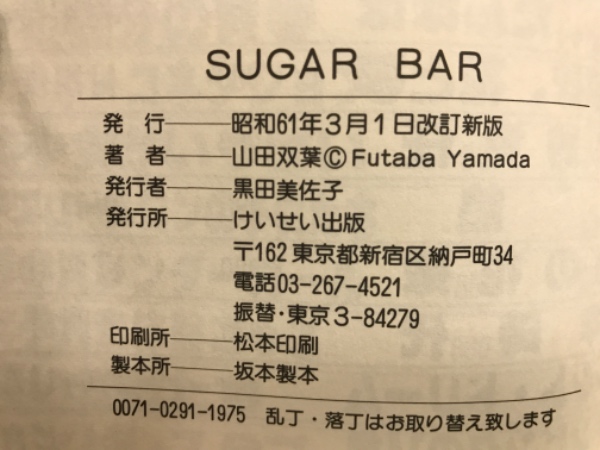 SUGAR BAR
発 行――昭和61年3月1日改訂新版
著 者――山田双葉©Futaba Yamada
発行者――黒田美佐子
発行所――けいせい出版
〒162 東京都新宿区納戸町34
電話03-267-4521
振替・東京3-84279
印刷所――松本印刷
製本所――坂本製本
0071-0291-1975 乱丁・落丁はお取り替え致します